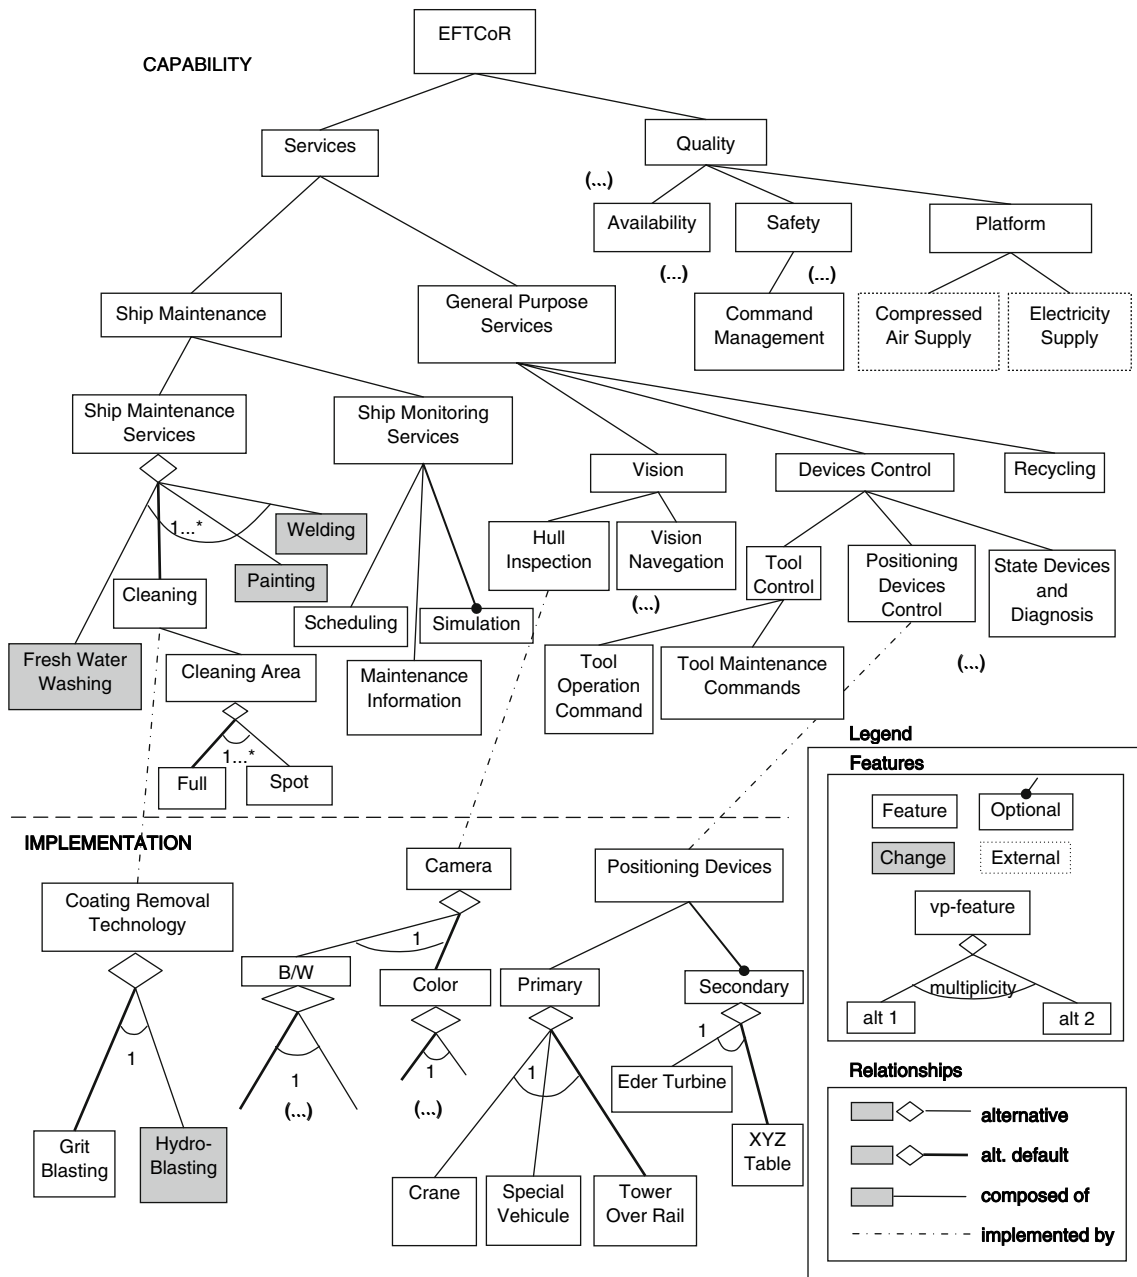 EFTCoR
CAPABILITY
Services
Quality
(...)
Availability
Safety
Platform
(...)
(...)
Ship Maintenance
General Purpose
Services
Command
Management
Compressed
Air Supply
Electricity
Supply
Ship Maintenance
Services
Ship Monitoring
Services
Vision
Devices Control
Recycling
1...*
Welding
Hull
Inspection
Vision
Navegation
Tool
Control
Positioning
Devices
Control
State Devices
and
Diagnosis
Painting
Cleaning
(...)
Scheduling
Simulation
Fresh Water
Washing
Cleaning Area
Maintenance
Information
Tool
Operation
Command
Tool Maintenance
Commands
(...)
1...*
Full
Spot
Legend
Features
Feature
Optional
Change
External
vp-feature
multiplicity
alt 1
alt 2
IMPLEMENTATION
Camera
Positioning Devices
Coating Removal
Technology
1
B/W
Color
Primary
Secondary
1
1
1
(...)
1
(...)
1
Eder Turbine
Grit
Blasting
Hydro-
Blasting
XYZ
Table
Crane
Special
Vehicule
Tower
Over Rail
Relationships
alternative
alt. default
composed of
implemented by